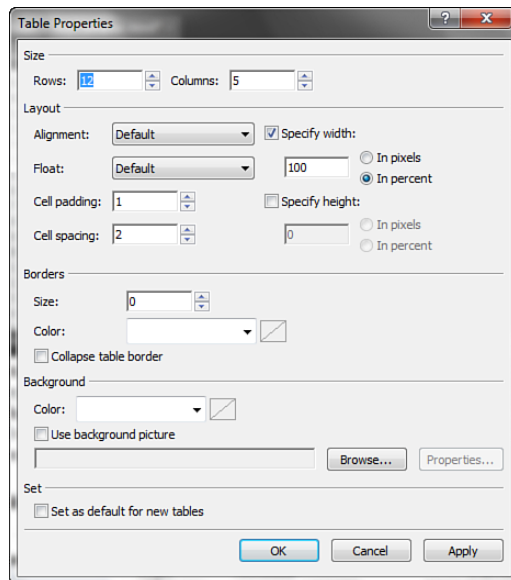 Table Properties
Size
Rows: 12 Columns: 5
Layout
Alignment: Default Specify width:
Float: Default 100 In pixels
In percent
Cell padding: 1 Specify height:
Cell spacing: 2 0 In pixels
In percent
Borders
Size: 0
Color:
Collapse table border
Background
Color:
Use background picture
Browse... Properties...
Set
Set as default for new tables
OK Cancel Apply